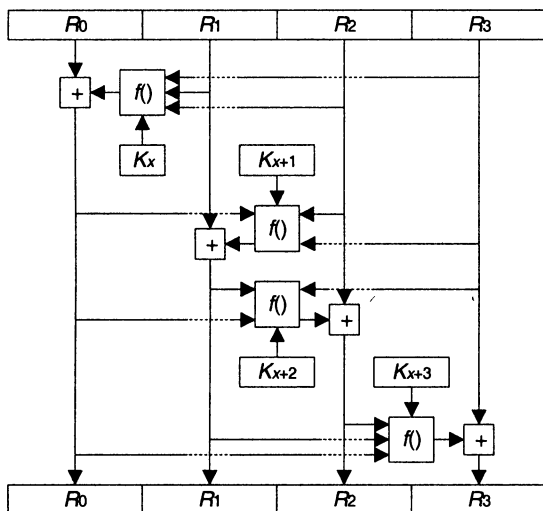 R0 R1 R2 R3
+ f()
Kx Kx+1
+ f()
f() +
Kx+2 Kx+3
f() +
R0 R1 R2 R3